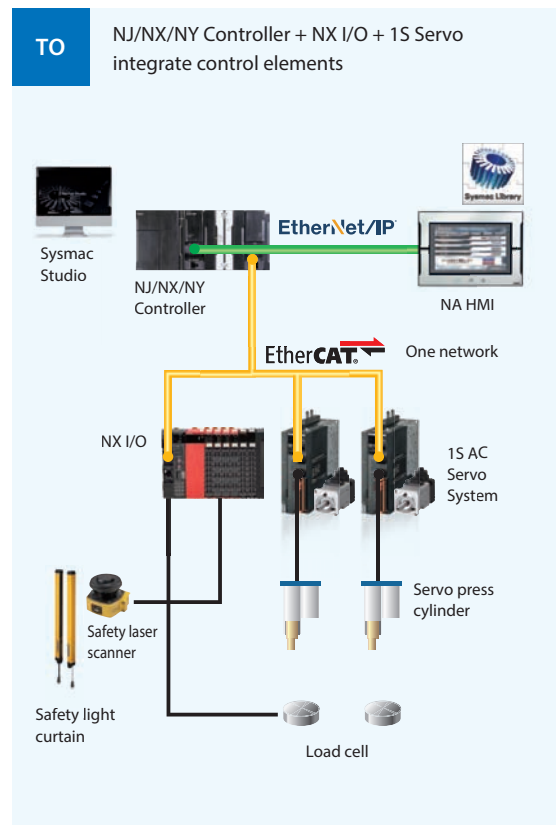 TO
NJ/NX/NY Controller + NX I/O + 1S Servo
integrate control elements
Sysmac Library
EtherNet/IP
Sysmac
Studio
NJ/NX/NY
Controller
NA HMI
EtherCAT®
One network
NX I/O
1S AC
Servo
System
Servo press
cylinder
Safety laser
scanner
Safety light
curtain
Load cell